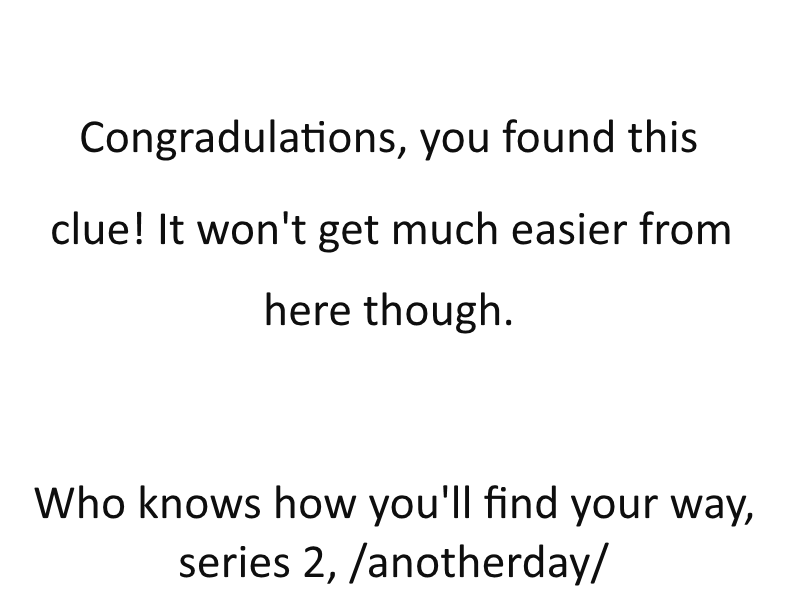 Congradulations, you found this
clue! It won't get much easier from
here though.
Who knows how you'll find your way,
series 2, /anotherday/